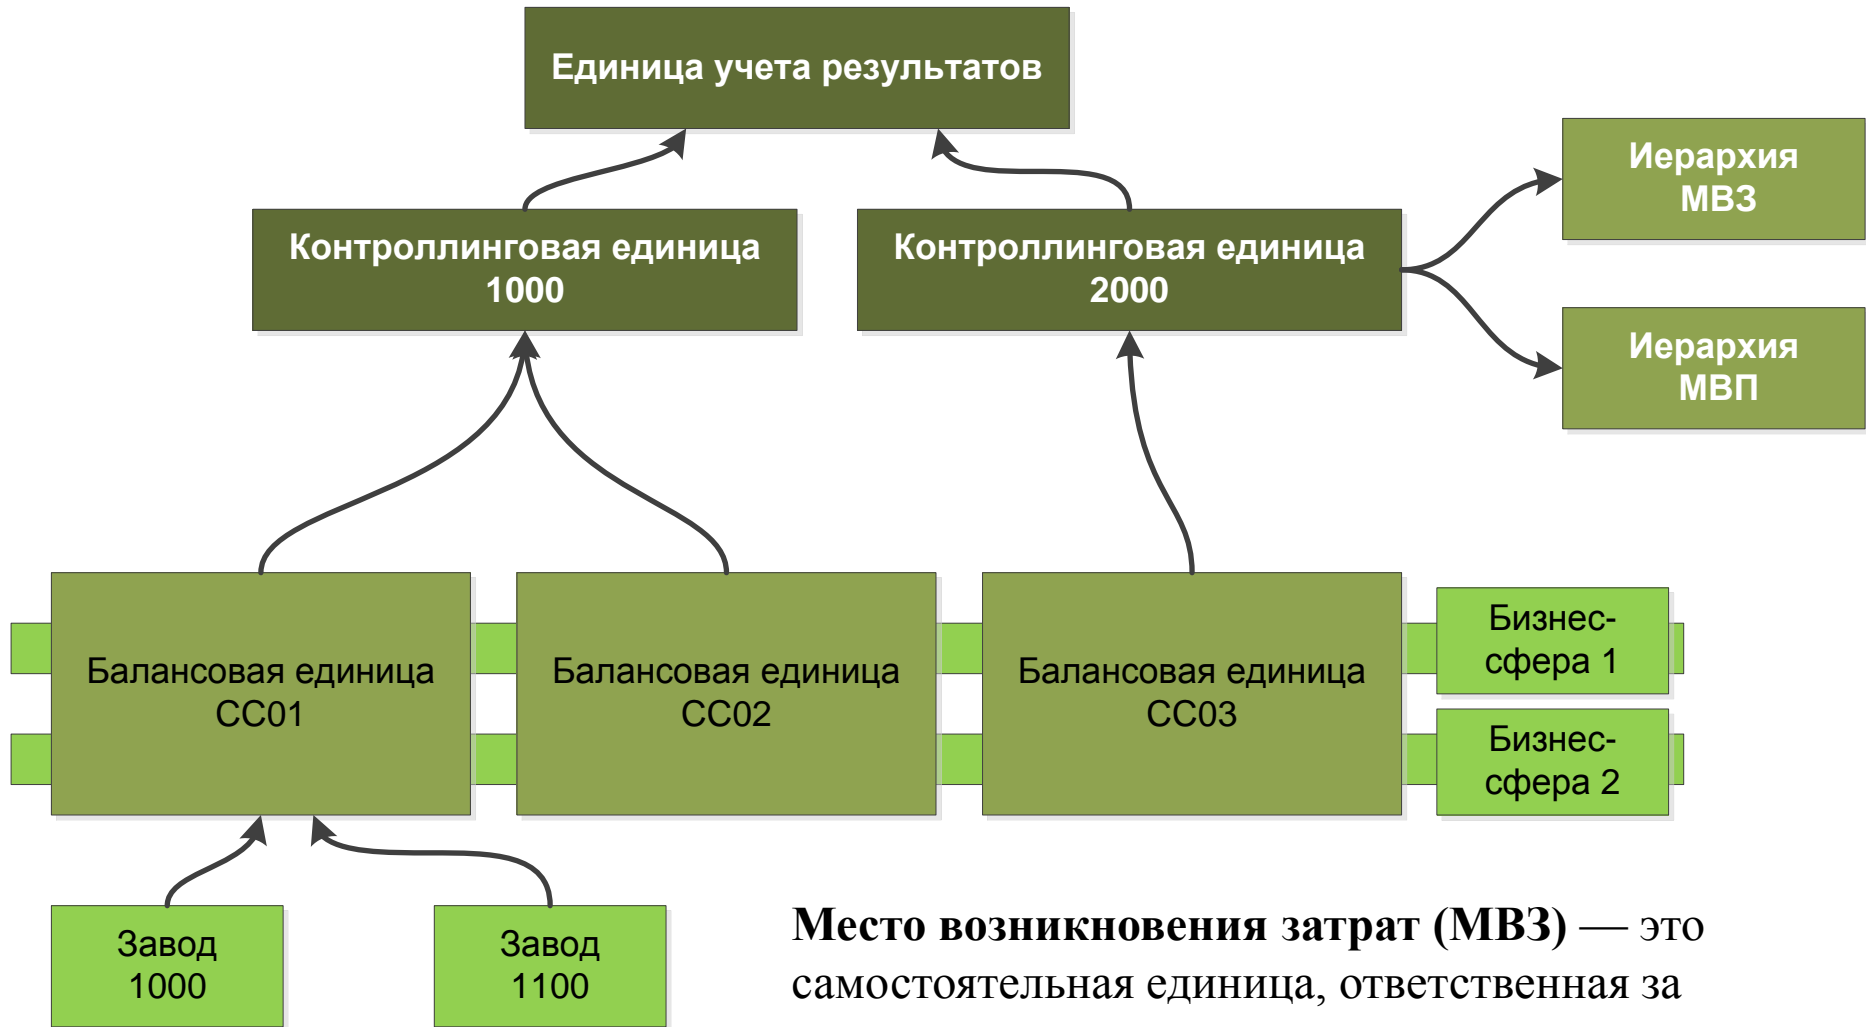 Единица учета результатов
Иерархия
МВЗ
Контроллинговая единица
1000
Контроллинговая единица
2000
Иерархия
МВП
Балансовая единица
СС01
Балансовая единица
СС02
Балансовая единица
СС03
Бизнес-
сфера 1
Бизнес-
сфера 2
Завод
1000
Завод
1100
Место возникновения затрат (МВЗ) — это
самостоятельная единица, ответственная за